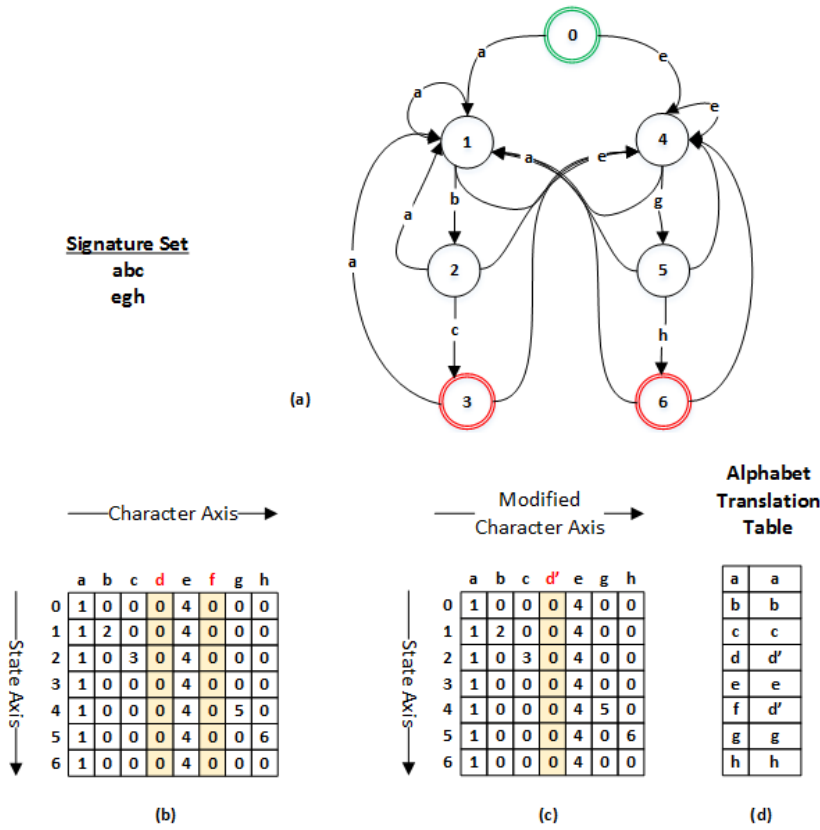 0
a
e
a
e
1
4
a
e
b
g
a
a
2
5
c
h
3
6
Signature Set
abc
egh
(a)
Character Axis
State Axis
a b c d e f g h
0 1 0 0 0 4 0 0 0
1 1 2 0 0 4 0 0 0
2 1 0 3 0 4 0 0 0
3 1 0 0 0 4 0 0 0
4 1 0 0 0 4 0 5 0
5 1 0 0 0 4 0 0 6
6 1 0 0 0 4 0 0 0
(b)
Modified
Character Axis
State Axis
a b c d' e g h
0 1 0 0 0 4 0 0
1 1 2 0 0 4 0 0
2 1 0 3 0 4 0 0
3 1 0 0 0 4 0 0
4 1 0 0 0 4 5 0
5 1 0 0 0 4 0 6
6 1 0 0 0 4 0 0
(c)
Alphabet
Translation
Table
a a
b b
c c
d d'
e e
f d'
g g
h h
(d)